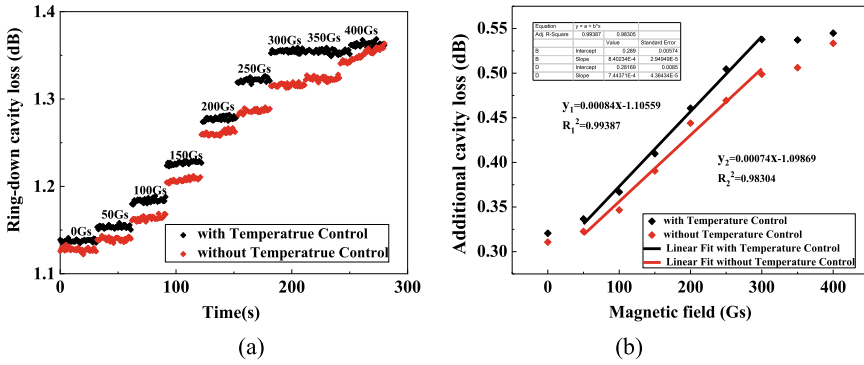 (a)
Ring-down cavity loss (dB)
1.4
1.3
1.2
1.1
0Gs
50Gs
100Gs
150Gs
200Gs
250Gs
300Gs
350Gs
400Gs
with Temperatrue Control
without Temperatrue Control
0
100
200
300
Time(s)
(a)
(b)
Additional cavity loss (dB)
0.55
0.50
0.45
0.40
0.35
0.30
Equation y = a + b*x
Adj. R-Square 0.99387 0.98305
Value Standard Error
B Intercept 0.289 0.00574
B Slope 8.40234E-4 2.94949E-5
D Intercept 0.28169 0.0085
D Slope 7.44371E-4 4.36434E-5
y1=0.00084X-1.10559
R1²=0.99387
y2=0.00074X-1.09869
R2²=0.98304
with Temperature Control
without Temperature Control
Linear Fit with Temperature Control
Linear Fit without Temperature Control
0
100
200
300
400
Magnetic field (Gs)
(b)